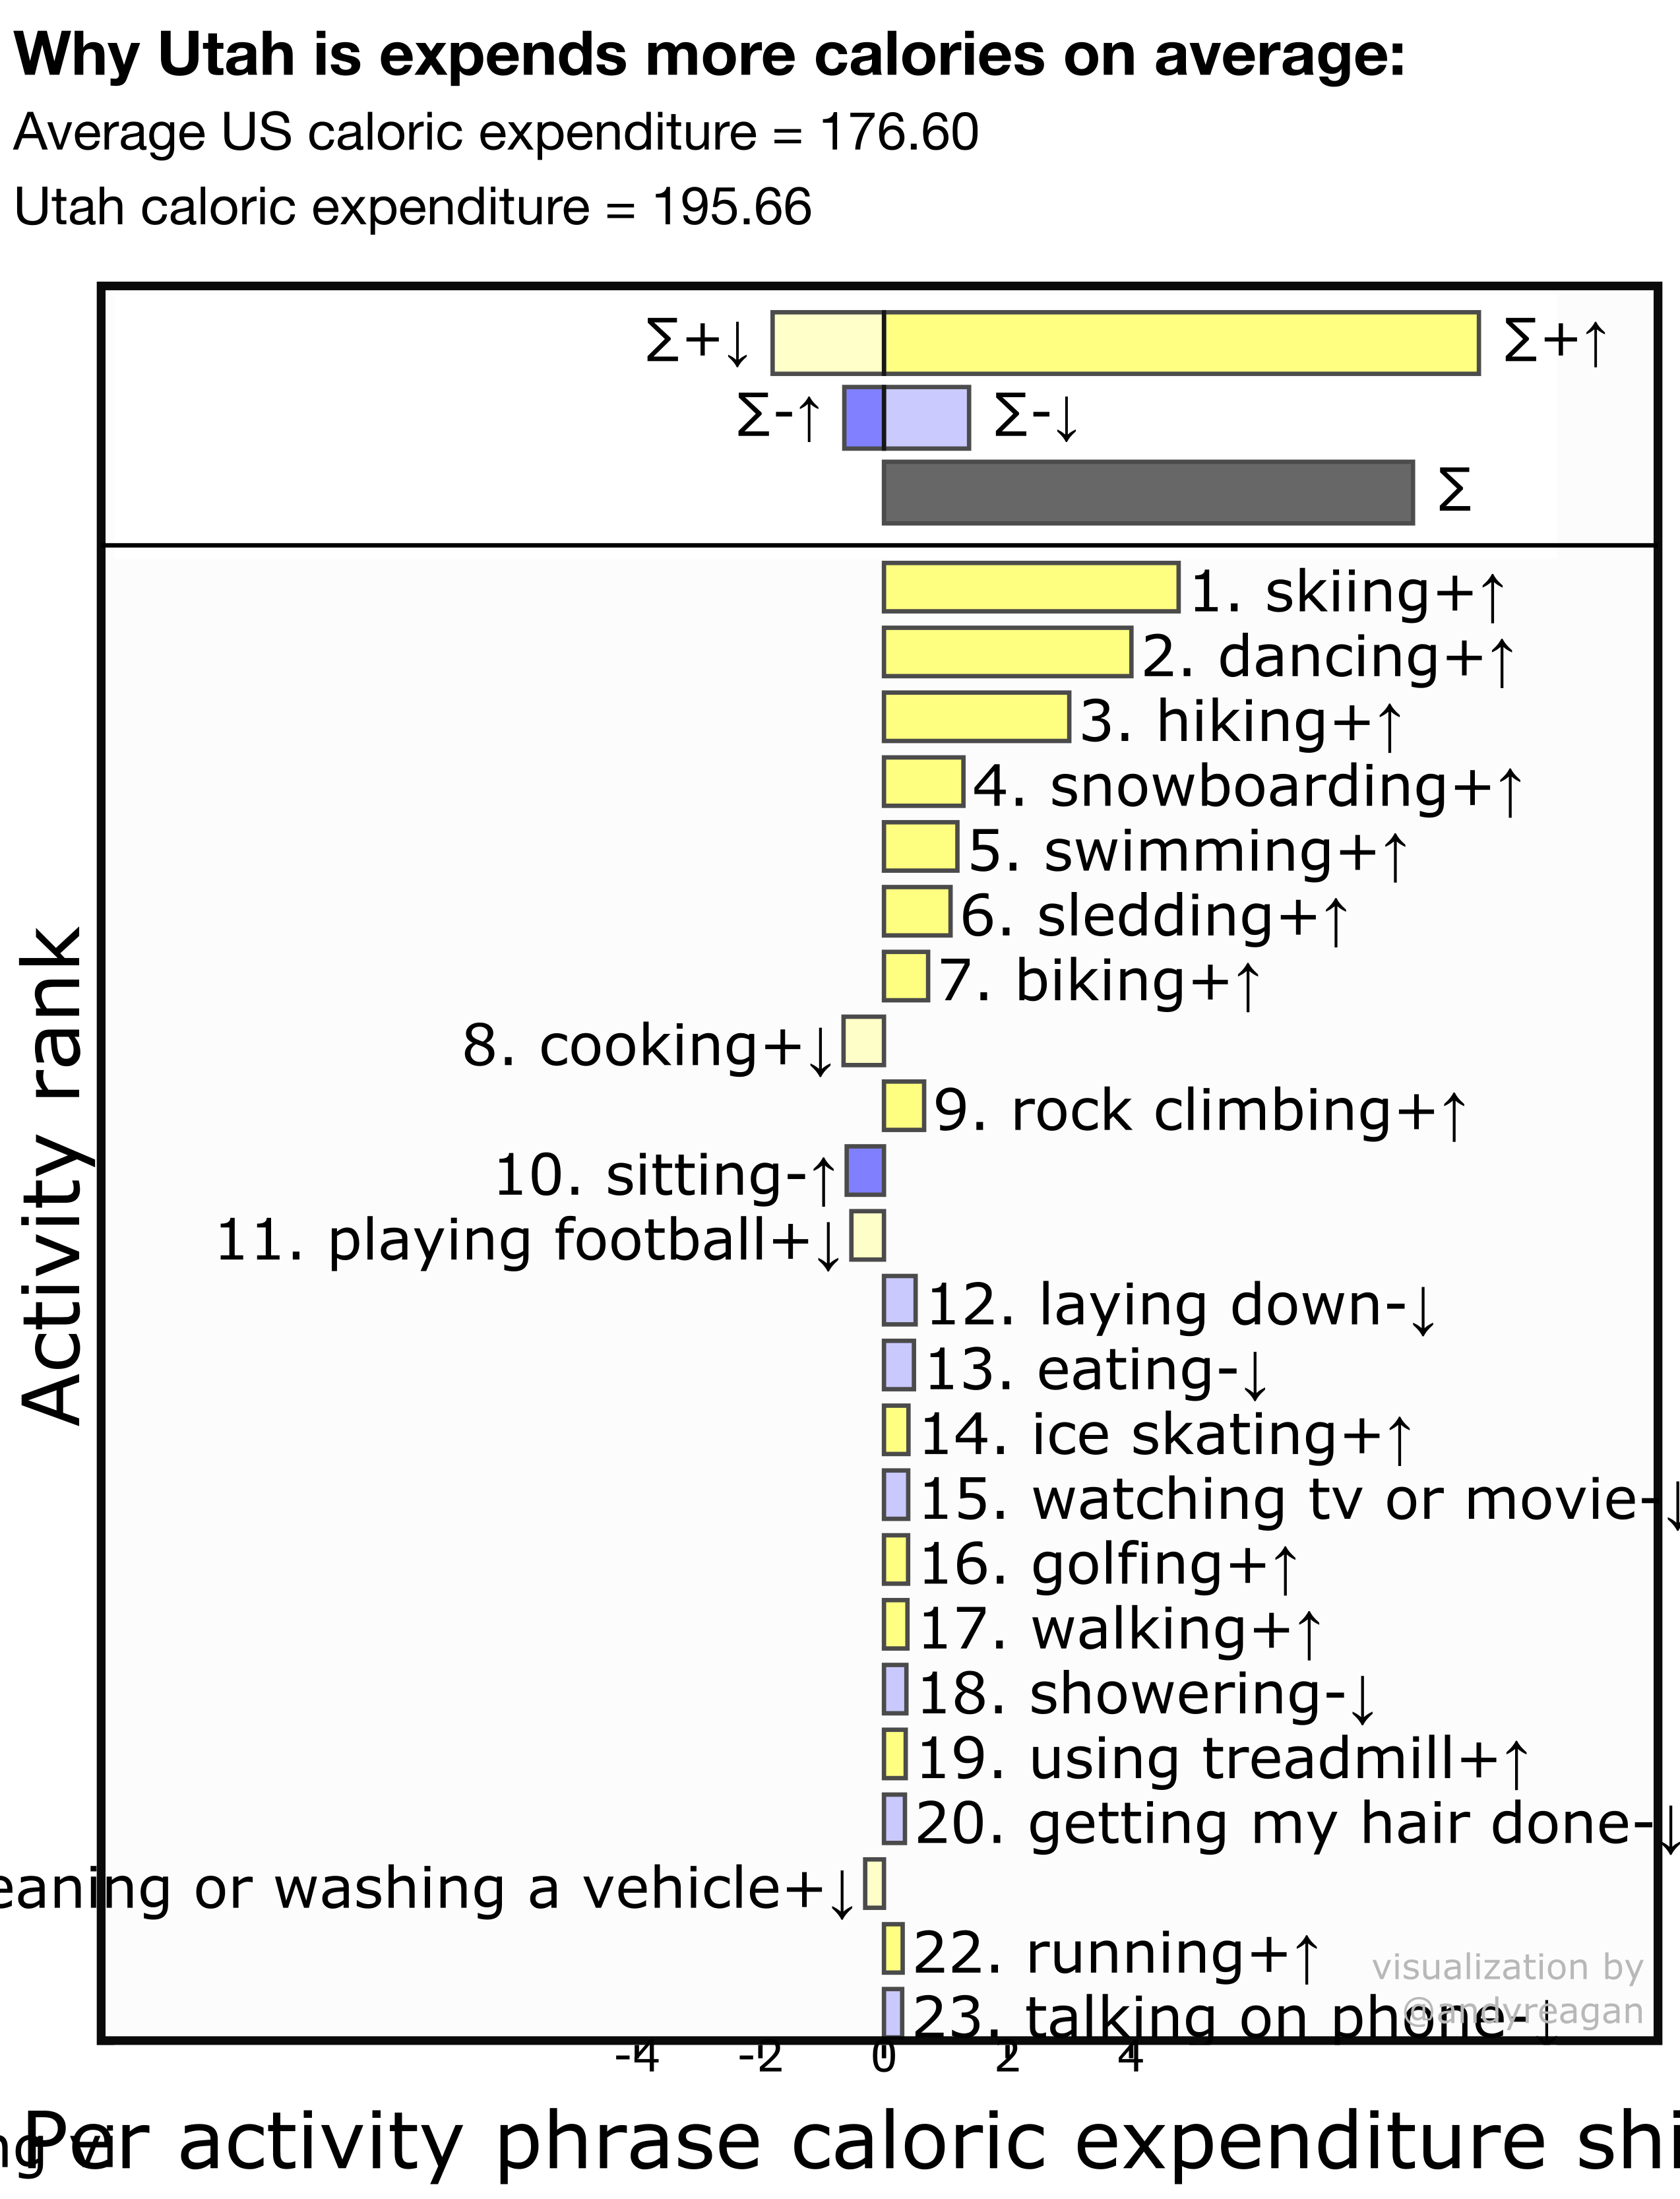 Why Utah is expends more calories on average:
Average US caloric expenditure = 176.60
Utah caloric expenditure = 195.66
∑+↓ ∑+↑
∑-↑ ∑-↓
∑
Activity rank
1. skiing+↑
2. dancing+↑
3. hiking+↑
4. snowboarding+↑
5. swimming+↑
6. sledding+↑
7. biking+↑
8. cooking+↓
9. rock climbing+↑
10. sitting-↑
11. playing football+↓
12. laying down-↓
13. eating-↓
14. ice skating+↑
15. watching tv or movie-↓
16. golfing+↑
17. walking+↑
18. showering-↓
19. using treadmill+↑
20. getting my hair done-↓
eaning or washing a vehicle+↓
22. running+↑
23. talking on phone-↓
visualization by
@andyreagan
-4 -2 0 2 4
Per activity phrase caloric expenditure shi